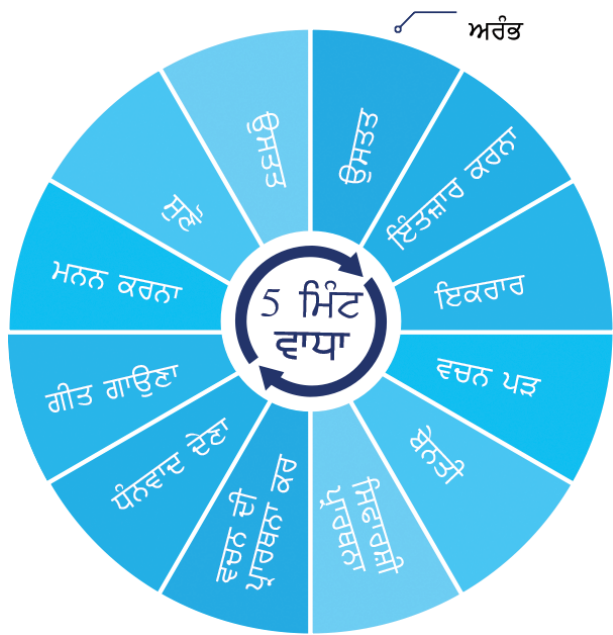 ਅਰੰਭ
ਉਸਤਤ
ਇੰਤਜ਼ਾਰ ਕਰਨਾ
ਇਕਰਾਰ
ਵਚਨ ਪੜ
ਬੇਨਤੀ
ਸਿਫਾਰਸ਼ੀ
ਪ੍ਰਾਰਥਨਾ
ਵਚਨ ਦੀ
ਪ੍ਰਾਰਥਨਾ ਕਰ
ਧੰਨਵਾਦ ਦੇਣਾ
ਗੀਤ ਗਾਉਣਾ
ਮਨਨ ਕਰਨਾ
ਸੁਣੋਂ
ਉਸਤਤ
5 ਮਿੰਟ
ਵਾਧਾ